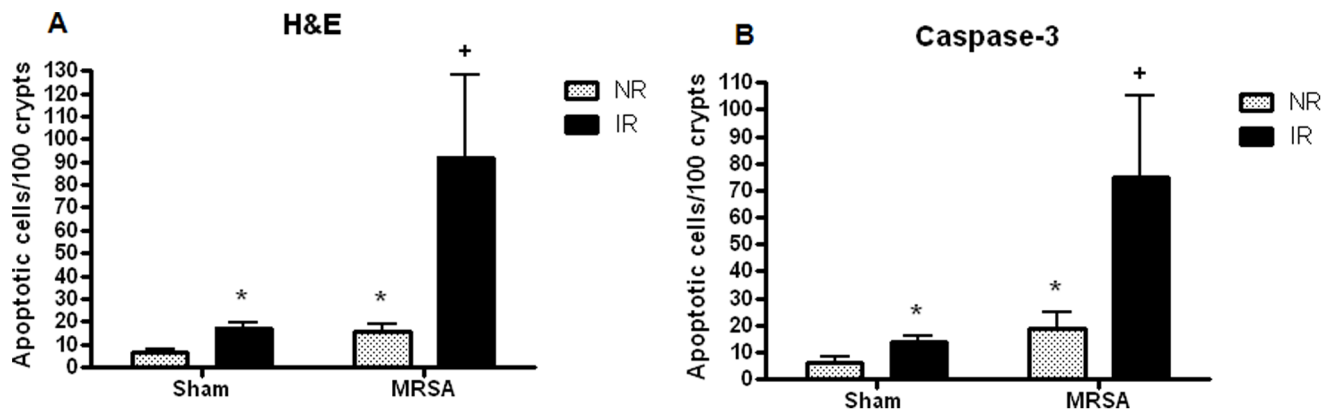 A
H&E
Apoptotic cells/100 crypts
130
120
110
100
90
80
70
60
50
40
30
20
10
0
*
*
+
Sham
MRSA
NR
IR
B
Caspase-3
Apoptotic cells/100 crypts
110
100
90
80
70
60
50
40
30
20
10
0
*
*
+
Sham
MRSA
NR
IR